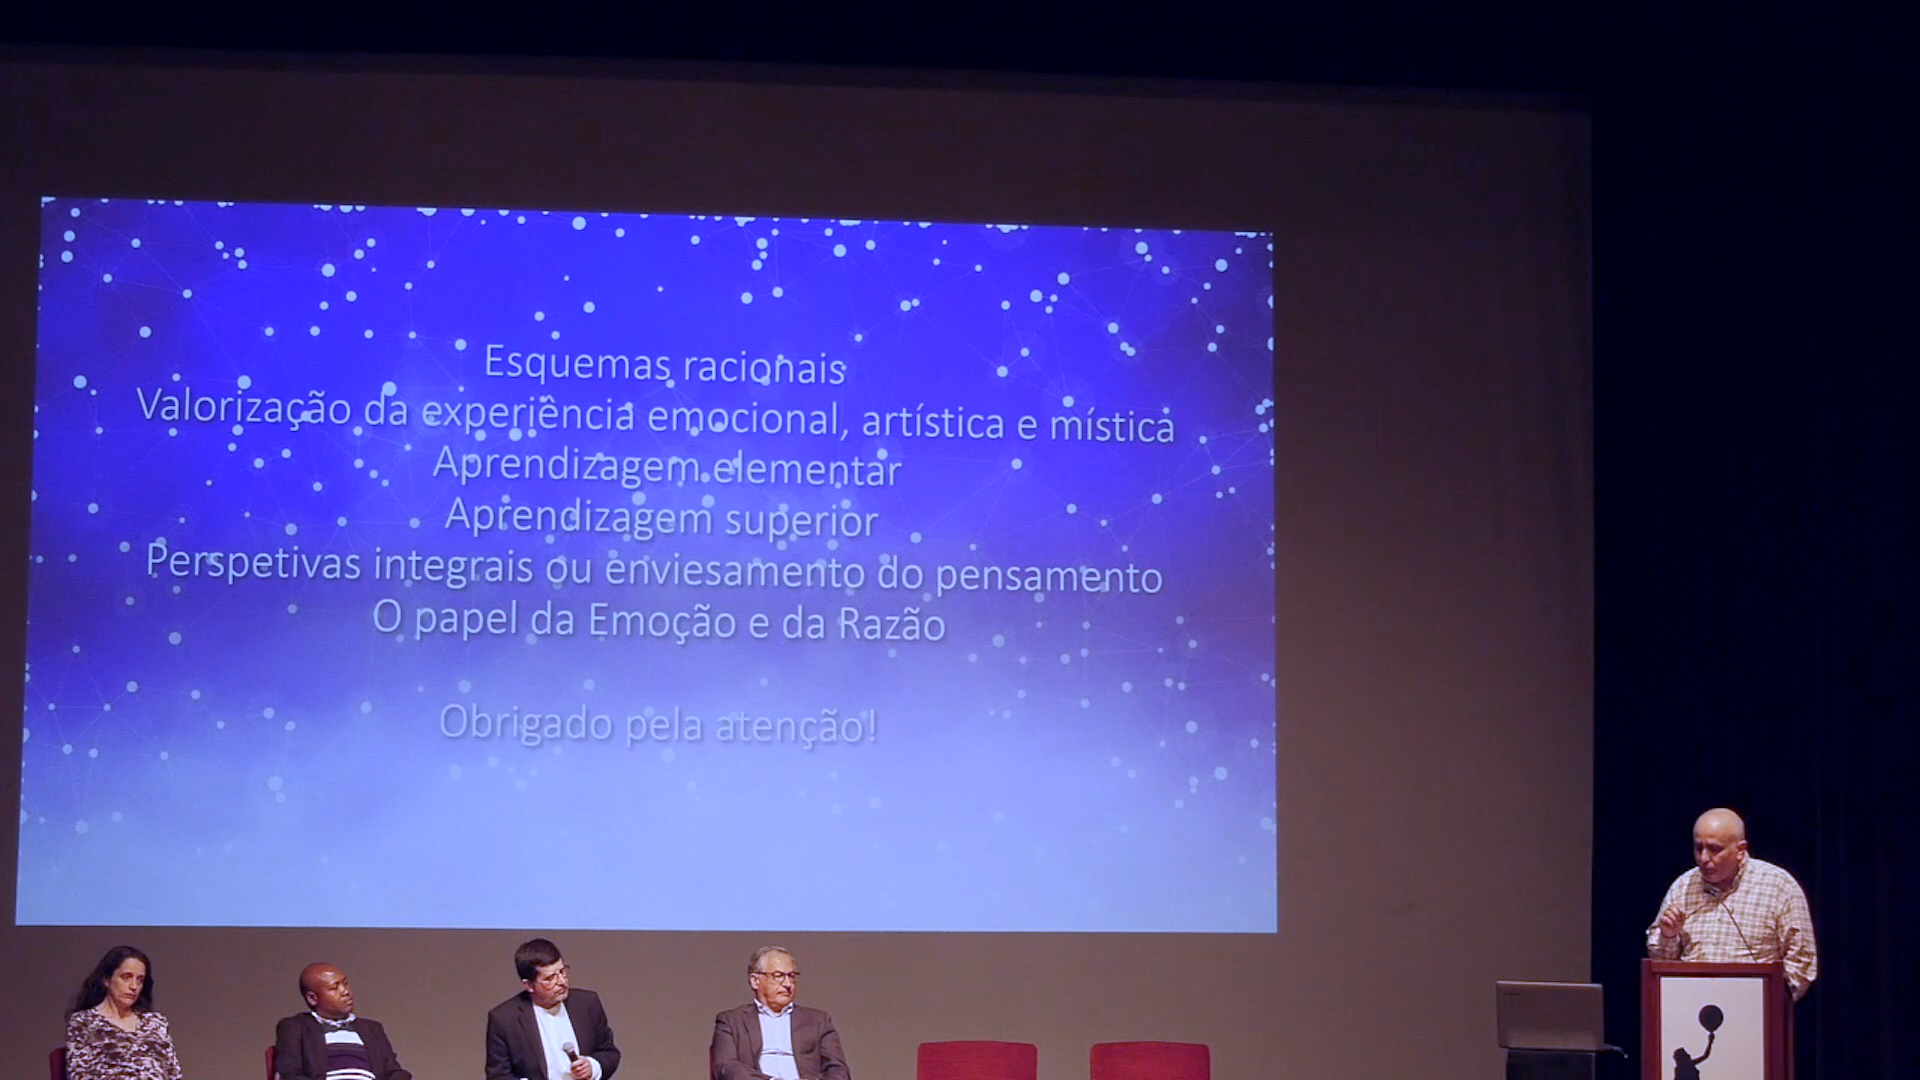 Esquemas racionais
Valorização da experiência emocional, artística e mística
Aprendizagem elementar
Aprendizagem superior
Perspetivas integrais ou enviesamento do pensamento
O papel da Emoção e da Razão
Obrigado pela atenção!